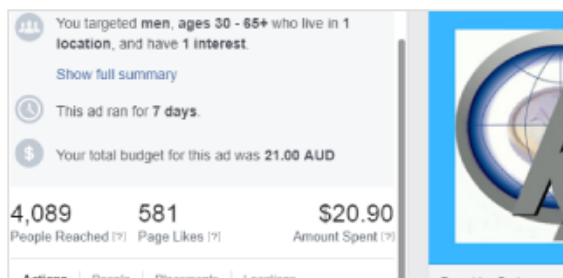 You targeted men, ages 30 - 65+ who live in 1
location, and have 1 interest.
Show full summary
This ad ran for 7 days.
$ Your total budget for this ad was 21.00 AUD
4,089 581 $20.90
People Reached [?] Page Likes [?] Amount Spent [?]